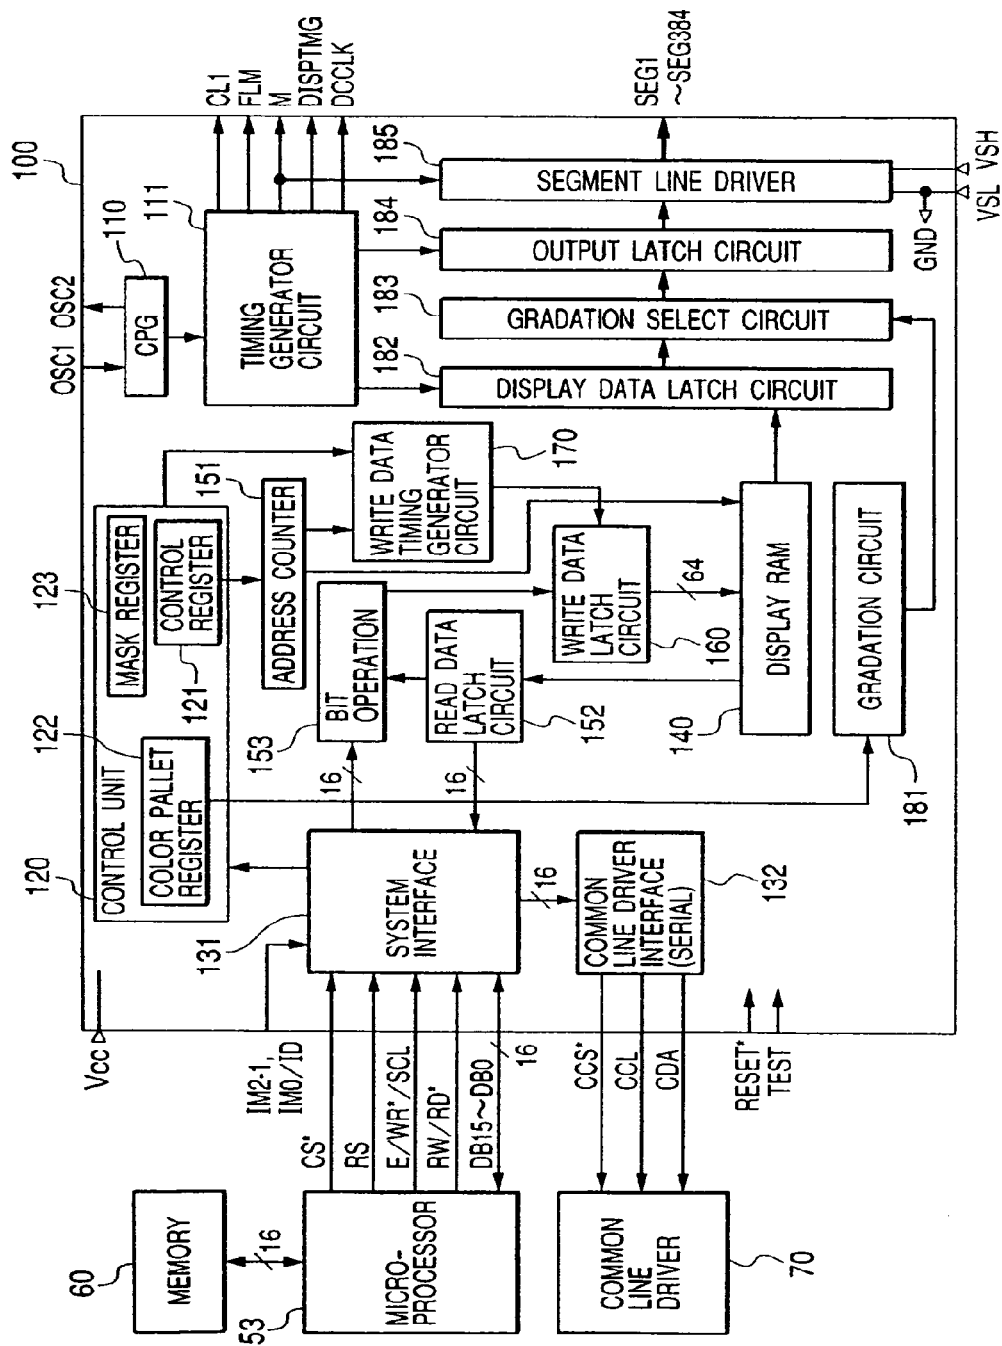 100
Vcc
OSC1
OSC2
110
CPG
111
TIMING
GENERATOR
CIRCUIT
CL1
FLM
M
DISPTMG
DCCLK
120
CONTROL UNIT
122
COLOR PALLET
REGISTER
123
MASK REGISTER
CONTROL
REGISTER
121
151
ADDRESS COUNTER
WRITE DATA
TIMING
GENERATOR
CIRCUIT
170
153
BIT
OPERATION
16
READ DATA
LATCH
CIRCUIT
152
16
WRITE DATA
LATCH
CIRCUIT
160
64
DISPLAY RAM
140
GRADATION CIRCUIT
181
182
DISPLAY DATA LATCH CIRCUIT
183
GRADATION SELECT CIRCUIT
184
OUTPUT LATCH CIRCUIT
185
SEGMENT LINE DRIVER
SEG1
~SEG384
GND
VSL
VSH
IM2-1,
IM0/ID
131
SYSTEM
INTERFACE
16
COMMON
LINE DRIVER
INTERFACE
(SERIAL)
132
60
MEMORY
16
53
MICRO-
PROCESSOR
CS*
RS
E/WR*/SCL
RW/RD*
DB15~DB0
16
COMMON
LINE
DRIVER
70
CCS*
CCL
CDA
RESET*
TEST